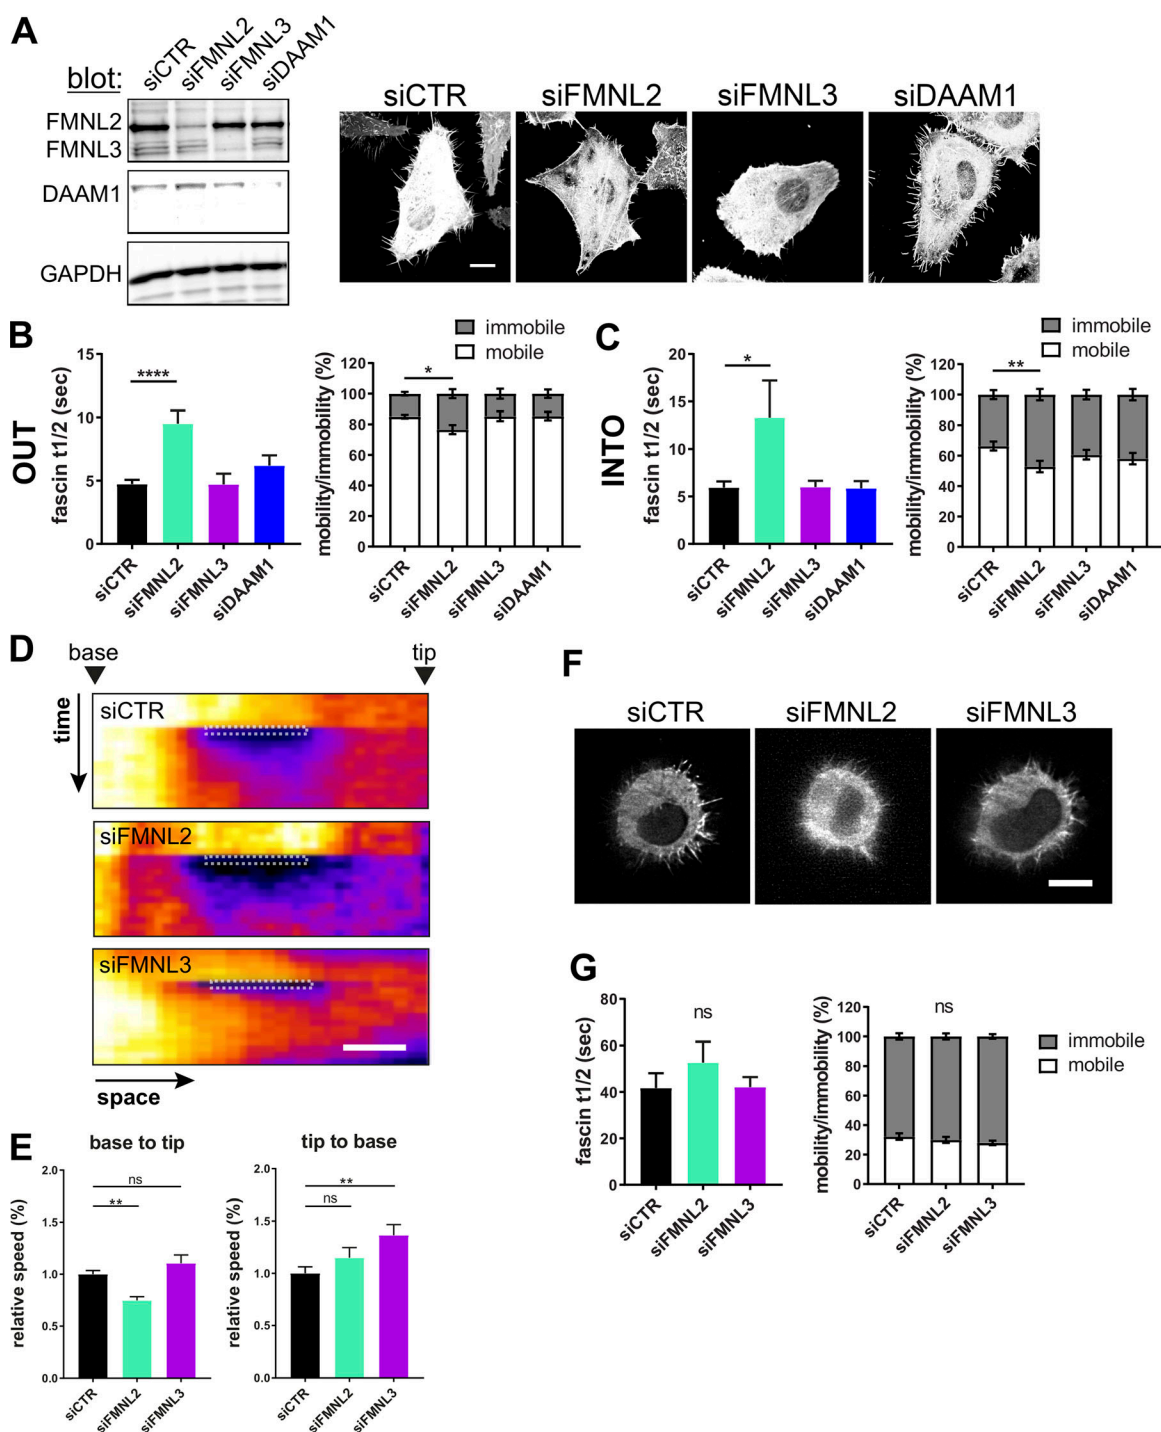 A
blot:
siCTR
siFMNL2
siFMNL3
siDAAM1
FMNL2
FMNL3
DAAM1
GAPDH
siCTR
siFMNL2
siFMNL3
siDAAM1
B
OUT
fascin t1/2 (sec)
15
10
5
0
****
siCTR
siFMNL2
siFMNL3
siDAAM1
immobile
mobile
mobility/immobility (%)
120
100
80
60
40
20
0
*
siCTR
siFMNL2
siFMNL3
siDAAM1
C
INTO
fascin t1/2 (sec)
20
15
10
5
0
*
siCTR
siFMNL2
siFMNL3
siDAAM1
immobile
mobile
mobility/immobility (%)
120
100
80
60
40
20
0
**
siCTR
siFMNL2
siFMNL3
siDAAM1
D
base
tip
time
siCTR
siFMNL2
siFMNL3
space
E
base to tip
relative speed (%)
2.0
1.5
1.0
0.5
0.0
ns
**
siCTR
siFMNL2
siFMNL3
tip to base
relative speed (%)
2.0
1.5
1.0
0.5
0.0
**
ns
siCTR
siFMNL2
siFMNL3
F
siCTR
siFMNL2
siFMNL3
G
fascin t1/2 (sec)
80
60
40
20
0
ns
siCTR
siFMNL2
siFMNL3
mobility/immobility (%)
120
100
80
60
40
20
0
ns
immobile
mobile
siCTR
siFMNL2
siFMNL3